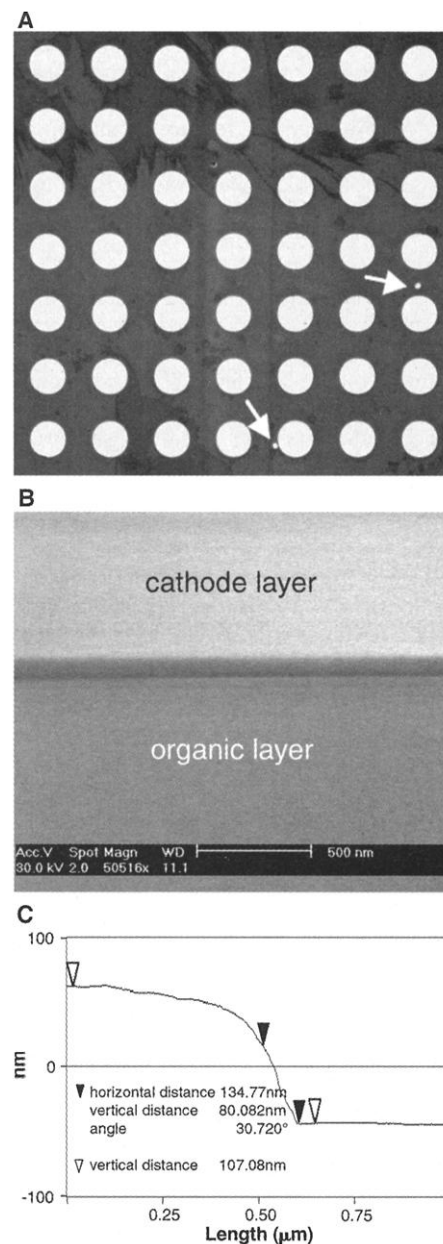 A
B
cathode layer
organic layer
Acc.V Spot Magn WD 500 nm
30.0 kV 2.0 50516x 11.1
C
100
nm
0
horizontal distance 134.77nm
vertical distance 80.082nm
angle 30.720°
vertical distance 107.08nm
-100
0.25 0.50 0.75
Length (µm)